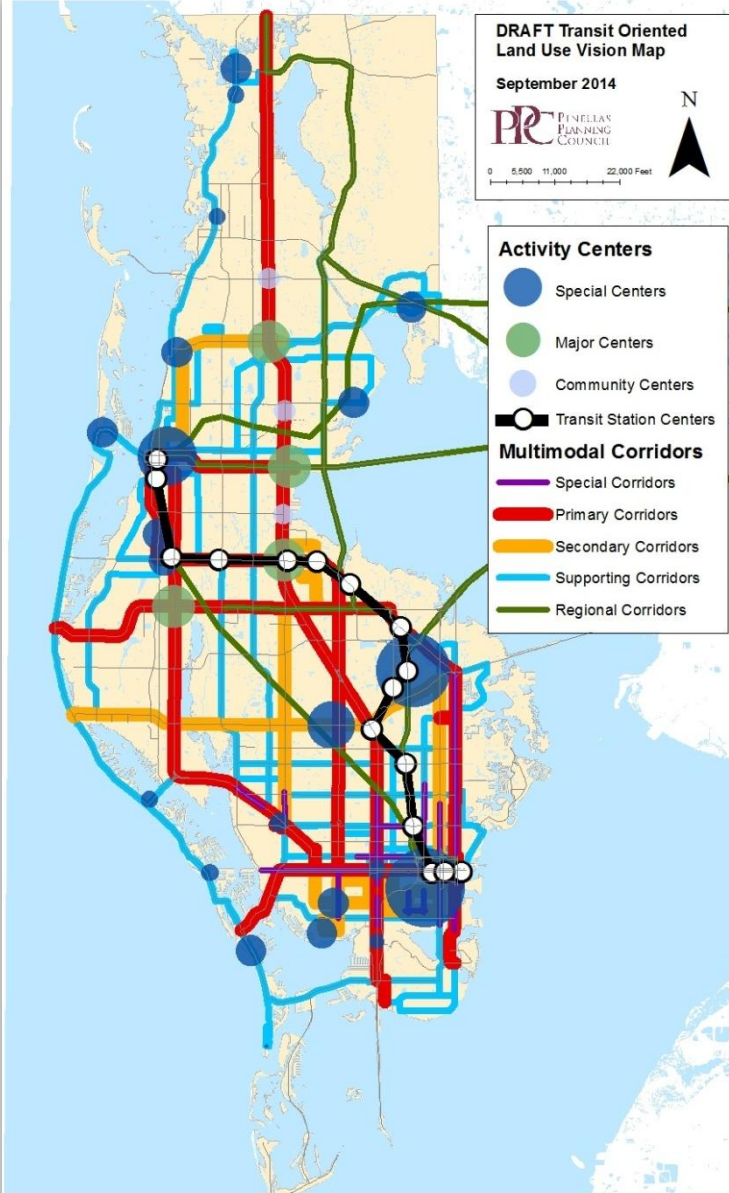 DRAFT Transit Oriented
Land Use Vision Map
September 2014
PPC
PINELLAS
PLANNING
COUNCIL
N
0 5,500 11,000 22,000 Feet
Activity Centers
Special Centers
Major Centers
Community Centers
Transit Station Centers
Multimodal Corridors
Special Corridors
Primary Corridors
Secondary Corridors
Supporting Corridors
Regional Corridors